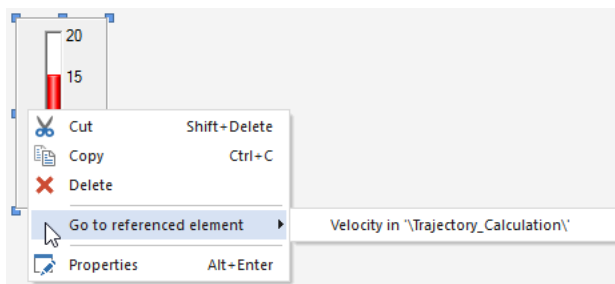 20
15
Cut Shift+Delete
Copy Ctrl+C
Delete
Go to referenced element Velocity in '\Trajectory_Calculation\'
Properties Alt+Enter